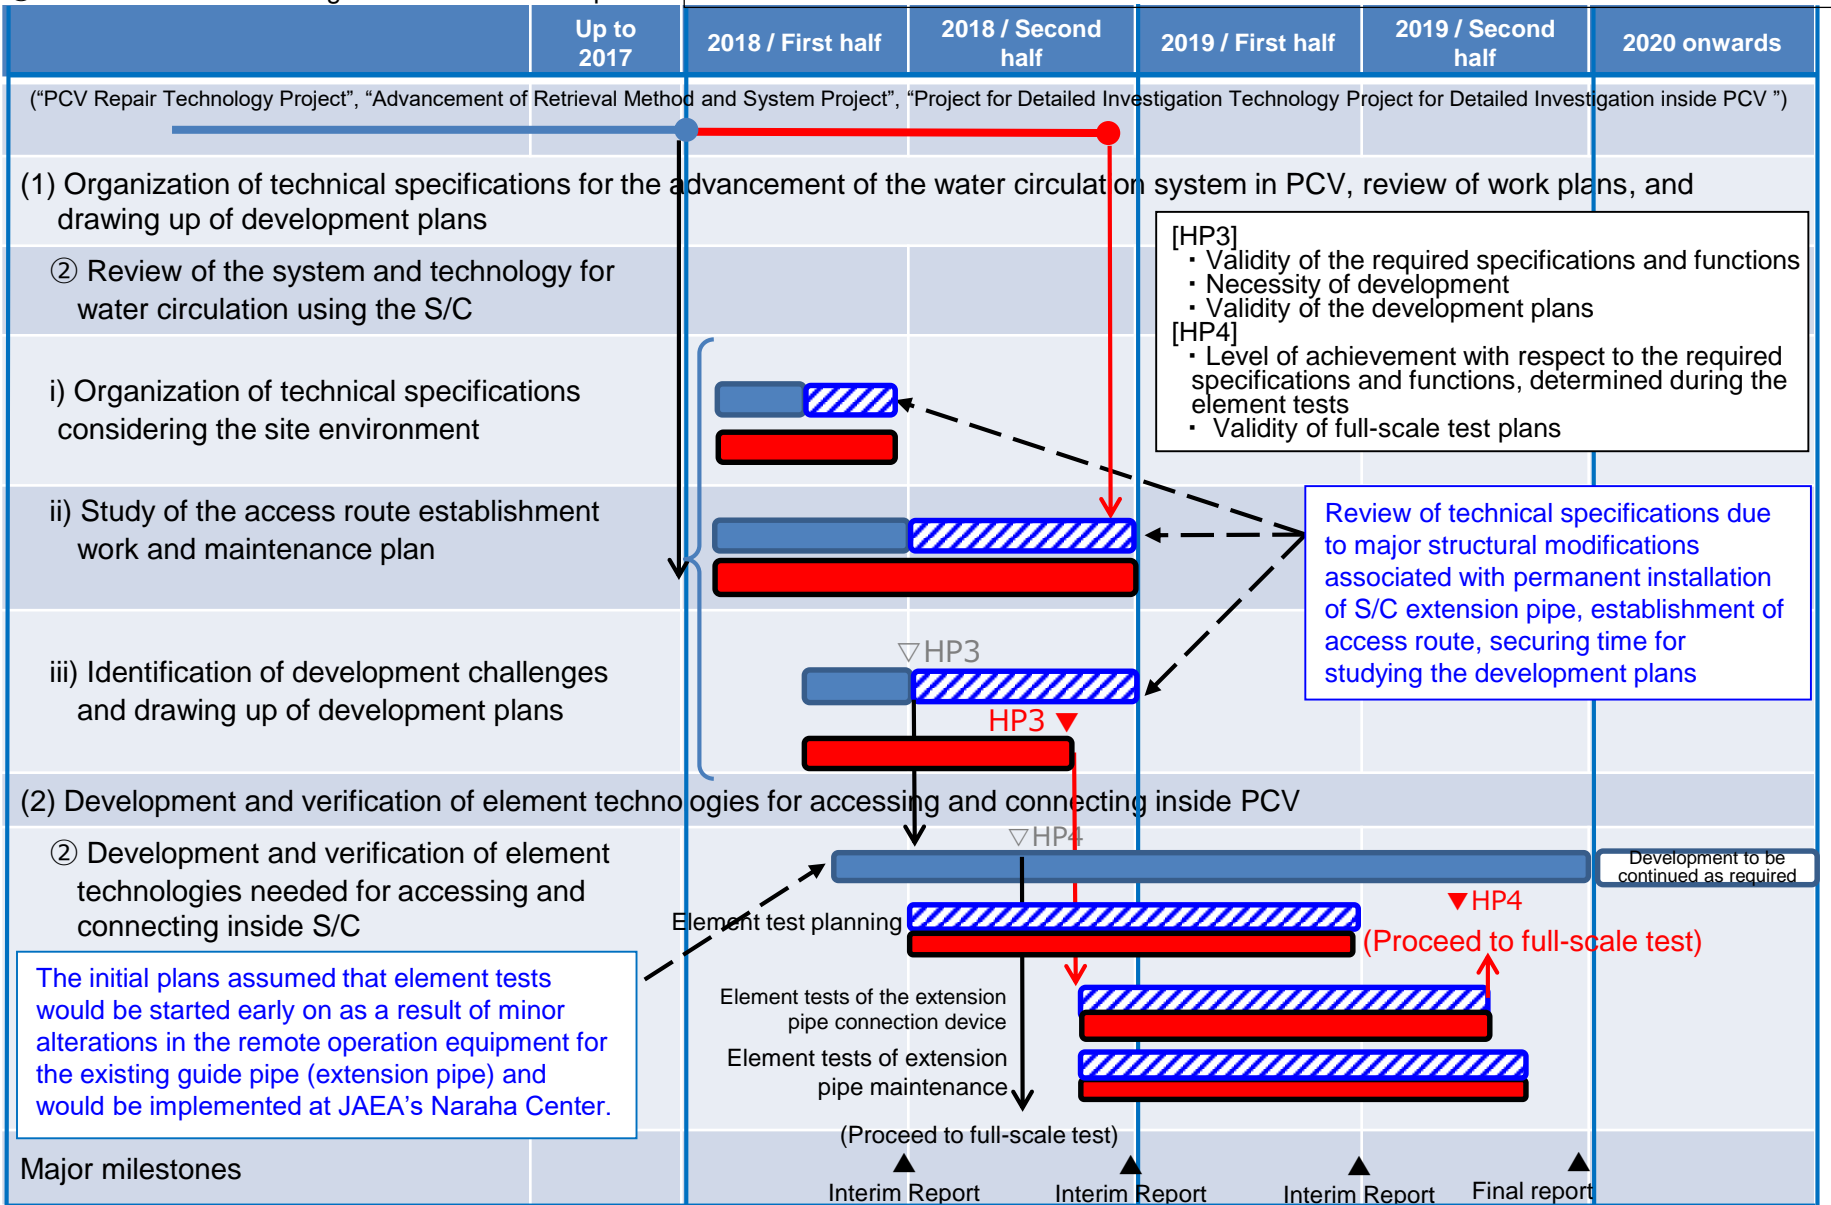 Up to
2017
2018 / First half
2018 / Second
half
2019 / First half
2019 / Second
half
2020 onwards
(“PCV Repair Technology Project”, “Advancement of Retrieval Method and System Project”, “Project for Detailed Investigation Technology Project for Detailed Investigation inside PCV ”)
(1) Organization of technical specifications for the advancement of the water circulation system in PCV, review of work plans, and
drawing up of development plans
[HP3]
・Validity of the required specifications and functions
・Necessity of development
・Validity of the development plans
[HP4]
・Level of achievement with respect to the required
specifications and functions, determined during the
element tests
・ Validity of full-scale test plans
② Review of the system and technology for
water circulation using the S/C
i) Organization of technical specifications
considering the site environment
ii) Study of the access route establishment
work and maintenance plan
Review of technical specifications due
to major structural modifications
associated with permanent installation
of S/C extension pipe, establishment of
access route, securing time for
studying the development plans
iii) Identification of development challenges
and drawing up of development plans
▽HP3
HP3 ▼
(2) Development and verification of element technologies for accessing and connecting inside PCV
② Development and verification of element
technologies needed for accessing and
connecting inside S/C
▽HP4
Development to be
continued as required
▼HP4
Element test planning
(Proceed to full-scale test)
The initial plans assumed that element tests
would be started early on as a result of minor
alterations in the remote operation equipment for
the existing guide pipe (extension pipe) and
would be implemented at JAEA’s Naraha Center.
Element tests of the extension
pipe connection device
Element tests of extension
pipe maintenance
(Proceed to full-scale test)
Major milestones
▲
Interim Report
▲
Interim Report
▲
Interim Report
▲
Final report